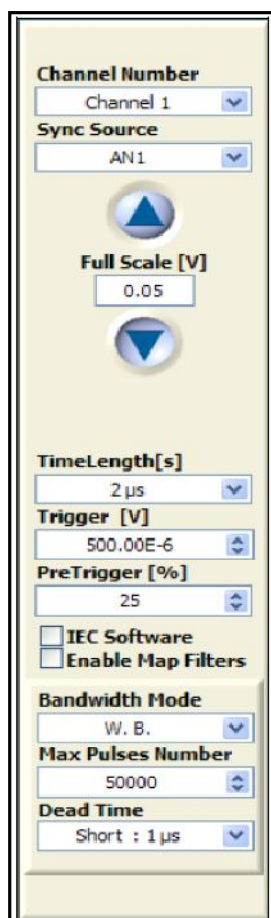 Channel Number
Channel 1
Sync Source
AN1
Full Scale [V]
0.05
TimeLength[s]
2 µs
Trigger [V]
500.00E-6
PreTrigger [%]
25
IEC Software
Enable Map Filters
Bandwidth Mode
W. B.
Max Pulses Number
50000
Dead Time
Short : 1 µs